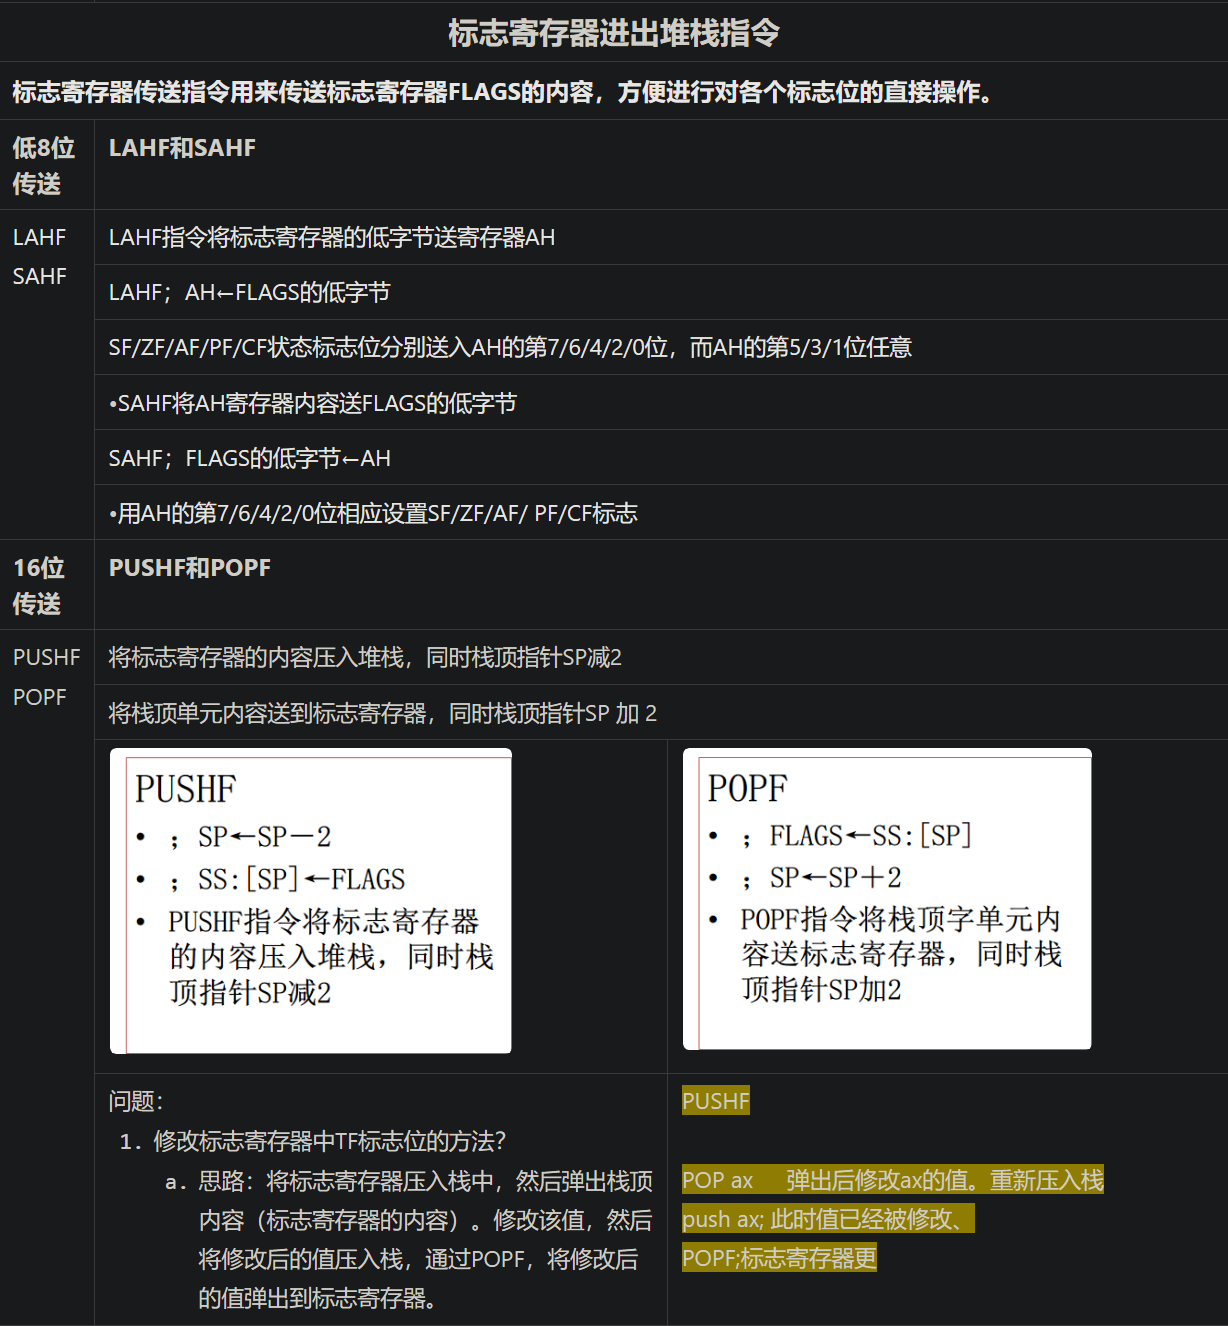 标志寄存器进出堆栈指令
标志寄存器传送指令用来传送标志寄存器FLAGS的内容，方便进行对各个标志位的直接操作。
低8位
传送
LAHF和SAHF
LAHF
SAHF
LAHF指令将标志寄存器的低字节送寄存器AH
LAHF；AH←FLAGS的低字节
SF/ZF/AF/PF/CF状态标志位分别送入AH的第7/6/4/2/0位，而AH的第5/3/1位任意
•SAHF将AH寄存器内容送FLAGS的低字节
SAHF；FLAGS的低字节←AH
•用AH的第7/6/4/2/0位相应设置SF/ZF/AF/ PF/CF标志
16位
传送
PUSHF和POPF
PUSHF
POPF
将标志寄存器的内容压入堆栈，同时栈顶指针SP减2
将栈顶单元内容送到标志寄存器，同时栈顶指针SP 加 2
PUSHF
• ；SP←SP－2
• ；SS:[SP]←FLAGS
• PUSHF指令将标志寄存器
的内容压入堆栈，同时栈
顶指针SP减2
POPF
• ；FLAGS←SS:[SP]
• ；SP←SP＋2
• POPF指令将栈顶字单元内
容送标志寄存器，同时栈
顶指针SP加2
问题：
1. 修改标志寄存器中TF标志位的方法？
a. 思路：将标志寄存器压入栈中，然后弹出栈顶
内容（标志寄存器的内容）。修改该值，然后
将修改后的值压入栈，通过POPF，将修改后
的值弹出到标志寄存器。
PUSHF
POP ax 弹出后修改ax的值。重新压入栈
push ax; 此时值已经被修改、
POPF;标志寄存器更